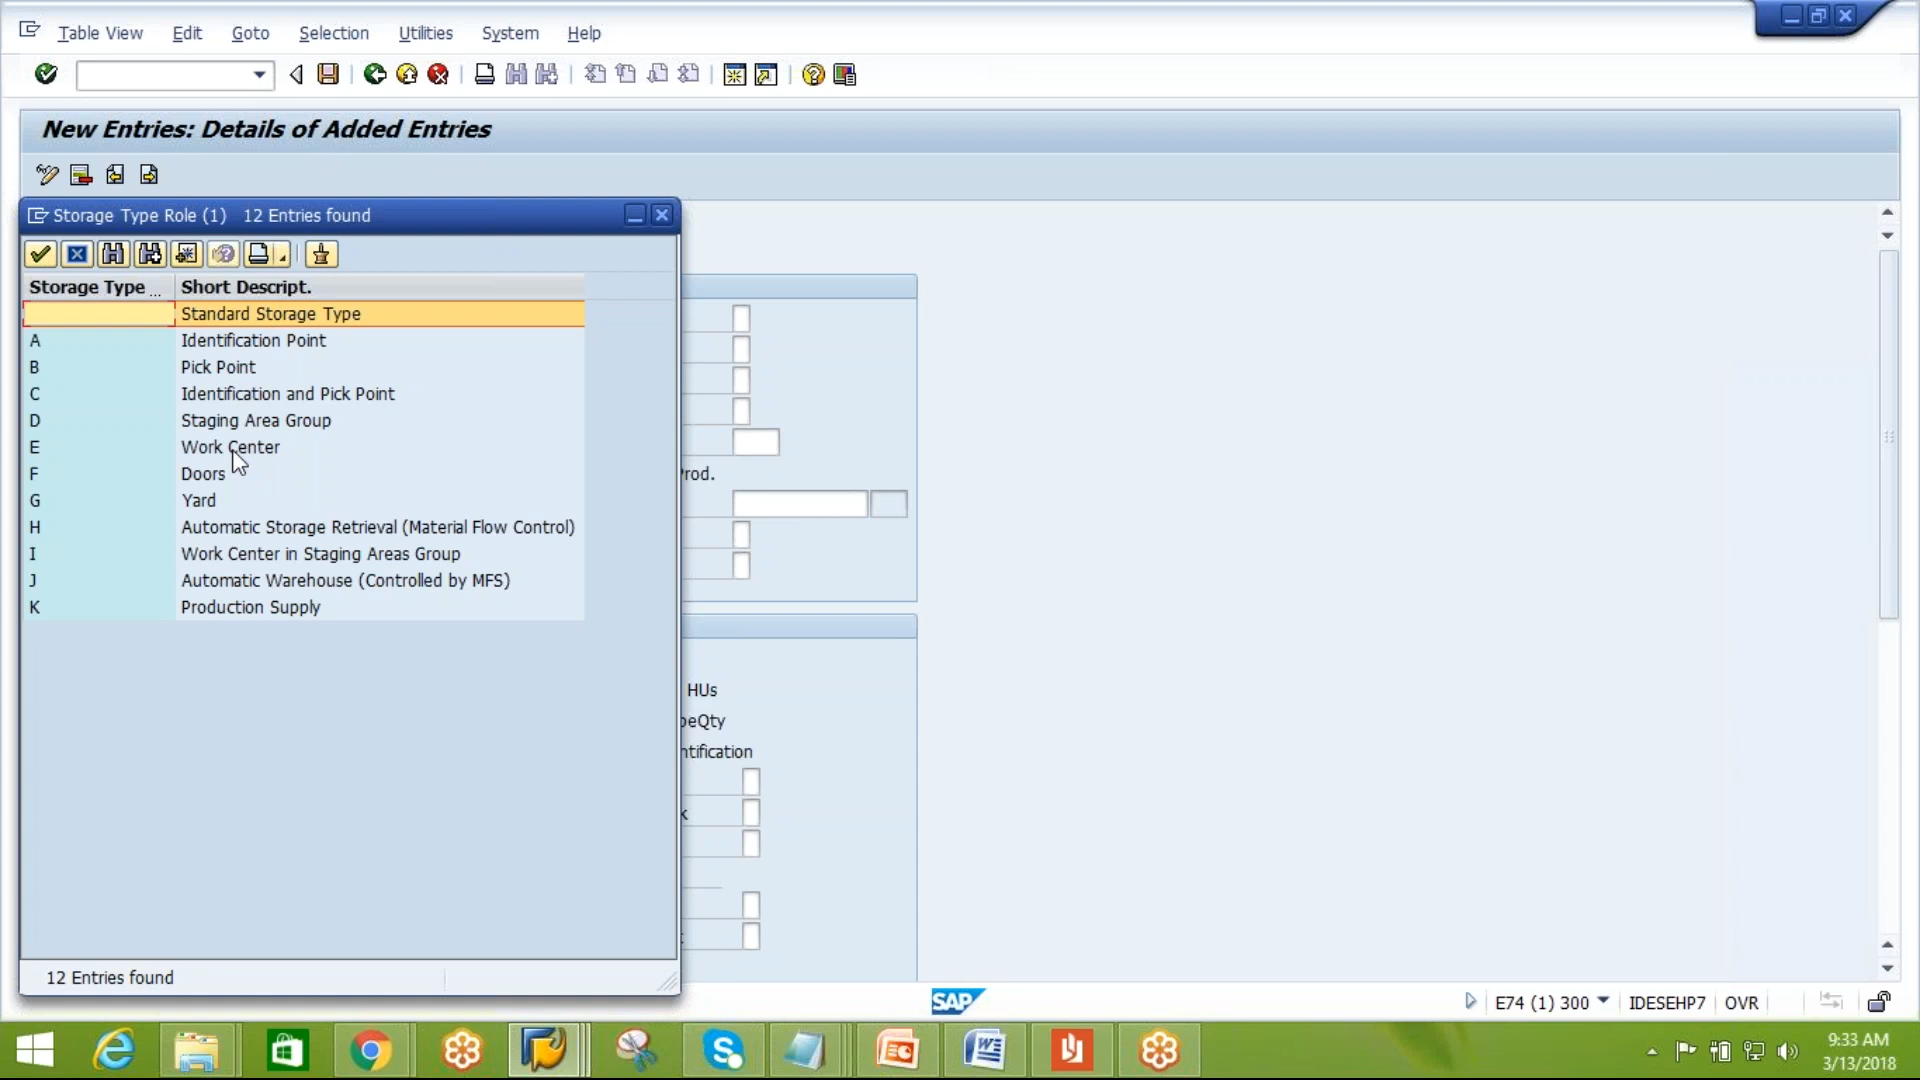 Table View Edit Goto Selection Utilities System Help
New Entries: Details of Added Entries
Storage Type Role (1) 12 Entries found
Storage Type ... Short Descript.
Standard Storage Type
A Identification Point
B Pick Point
C Identification and Pick Point
D Staging Area Group
E Work Center
F Doors
G Yard
H Automatic Storage Retrieval (Material Flow Control)
I Work Center in Staging Areas Group
J Automatic Warehouse (Controlled by MFS)
K Production Supply
12 Entries found
Prod.
HUs
peQty
ntification
k
SAP
E74 (1) 300 IDESEHP7 OVR
9:33 AM
3/13/2018